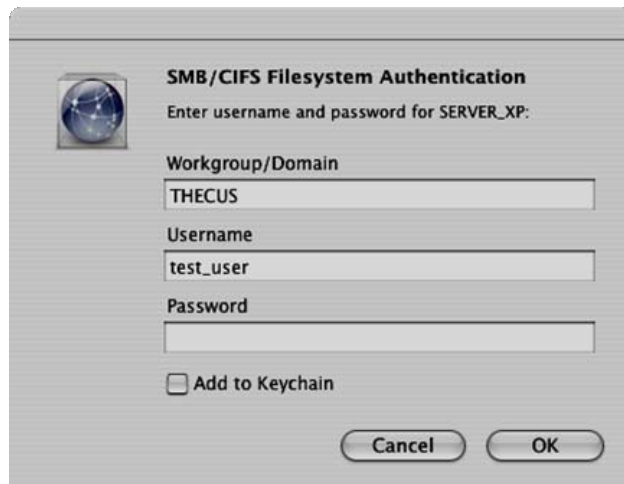 SMB/CIFS Filesystem Authentication
Enter username and password for SERVER_XP:
Workgroup/Domain
THECUS
Username
test_user
Password
Add to Keychain
Cancel OK